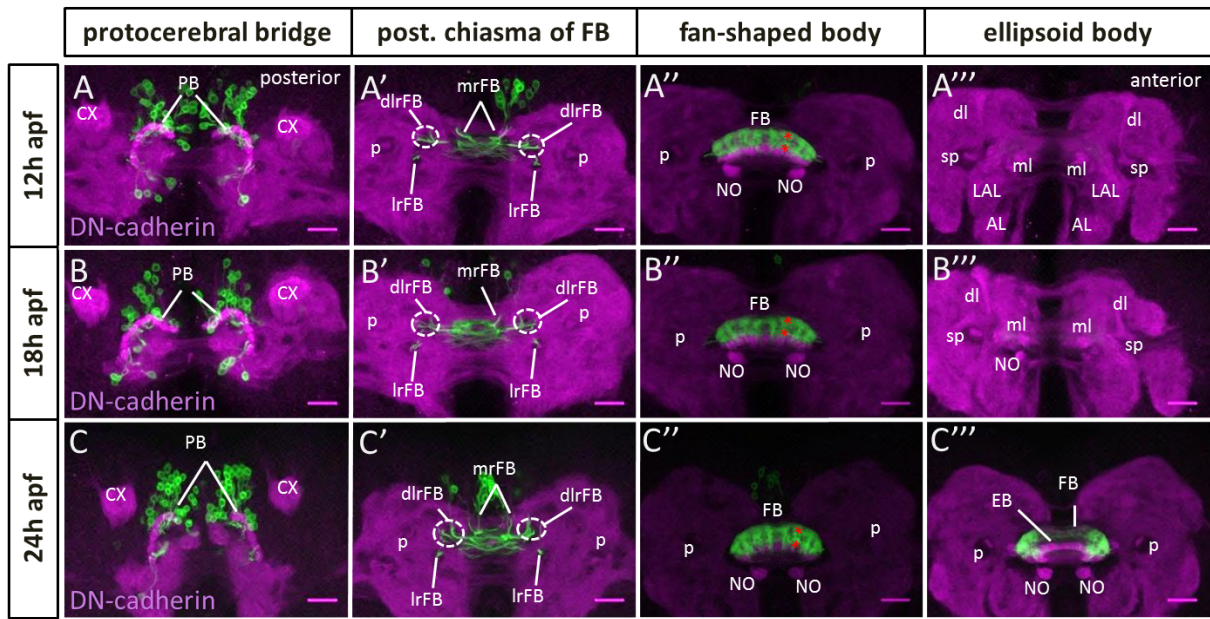 protocerebral bridge
post. chiasma of FB
fan-shaped body
ellipsoid body
12h apf
A
PB
posterior
CX
CX
DN-cadherin
A'
mrFB
dlrFB
dlrFB
p
p
lrFB
lrFB
A''
FB
p
p
NO
NO
A'''
anterior
dl
dl
sp
ml
ml
sp
LAL
LAL
AL
AL
18h apf
B
PB
CX
CX
DN-cadherin
B'
mrFB
dlrFB
dlrFB
p
p
lrFB
lrFB
B''
FB
p
p
NO
NO
B'''
dl
dl
sp
ml
ml
sp
NO
24h apf
C
PB
CX
CX
DN-cadherin
C'
mrFB
dlrFB
dlrFB
p
p
lrFB
lrFB
C''
FB
p
p
NO
NO
C'''
EB
FB
p
p
NO
NO